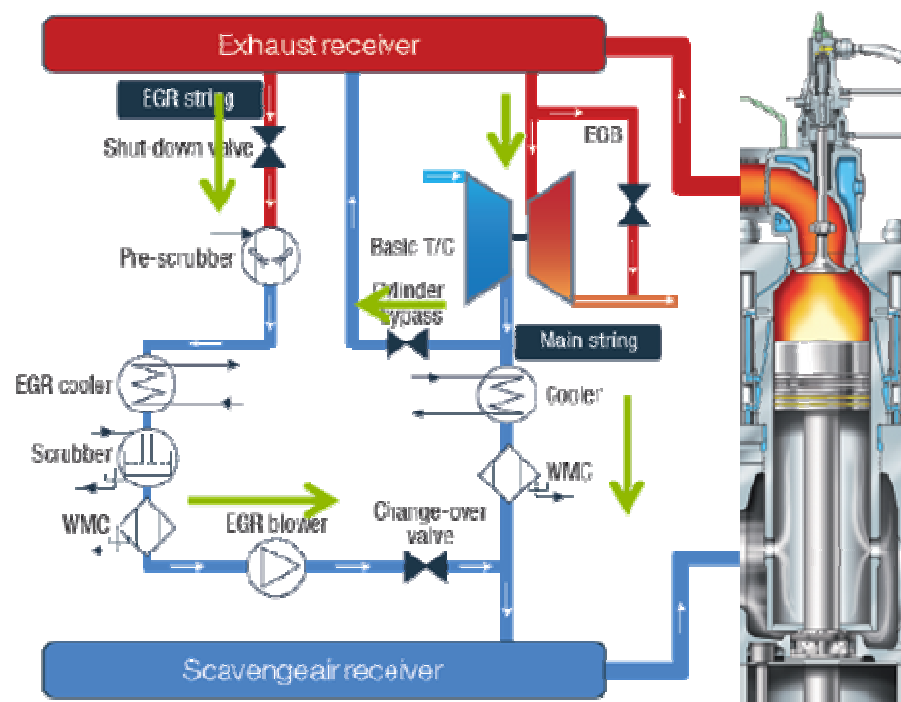 Exhaust receiver
EGR string
Shut-down valve
EGB
Pre-scrubber
Basic T/C
Cylinder
bypass
Main string
EGR cooler
Cooler
Scrubber
WMC
WMC
EGR blower
Change-over
valve
Scavengeair receiver